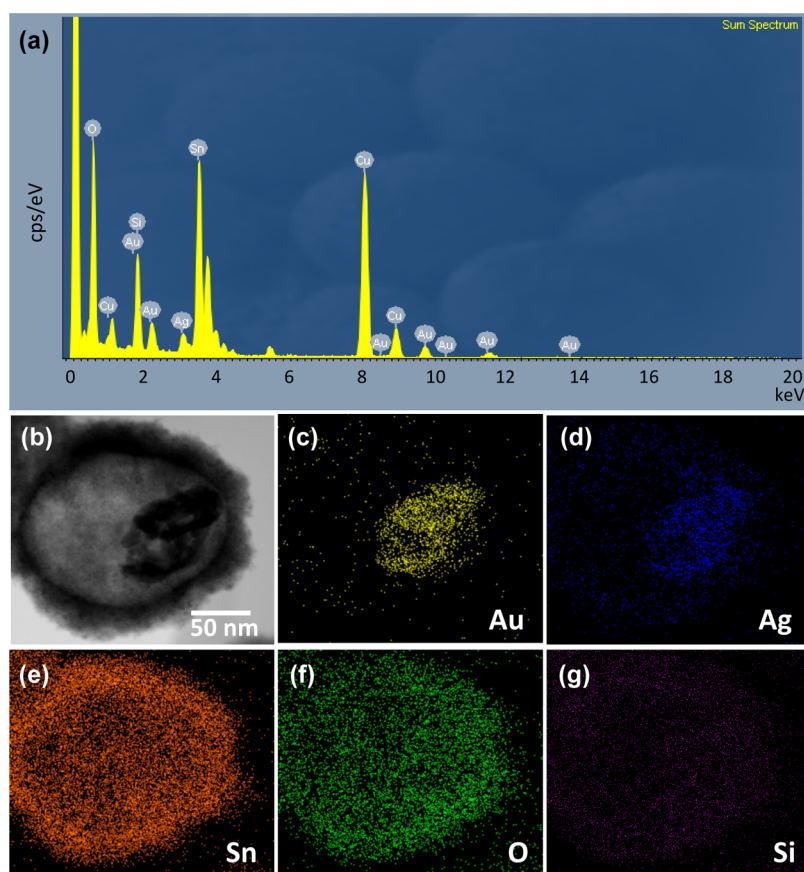 (a)
Sum Spectrum
cps/eV
O
Sn
Cu
Si
Au
Cu
Au
Ag
Au
Cu
Au
Au
Au
Au
0 2 4 6 8 10 12 14 16 18 20
keV
(b)
50 nm
(c)
Au
(d)
Ag
(e)
Sn
(f)
O
(g)
Si